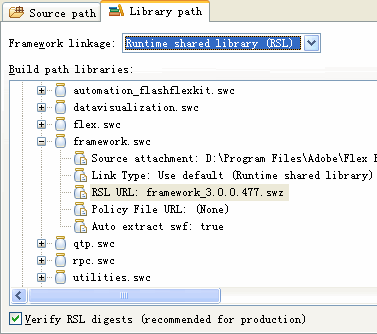 Source path Library path
Framework linkage: Runtime shared library (RSL)
Build path libraries:
automation_flashflexkit.swc
datavisualization.swc
flex.swc
framework.swc
Source attachment: D:\Program Files\Adobe\Flex
Link Type: Use default (Runtime shared library)
RSL URL: framework_3.0.0.477.swz
Policy File URL: (None)
Auto extract swf: true
qtp.swc
rpc.swc
utilities.swc
Verify RSL digests (recommended for production)